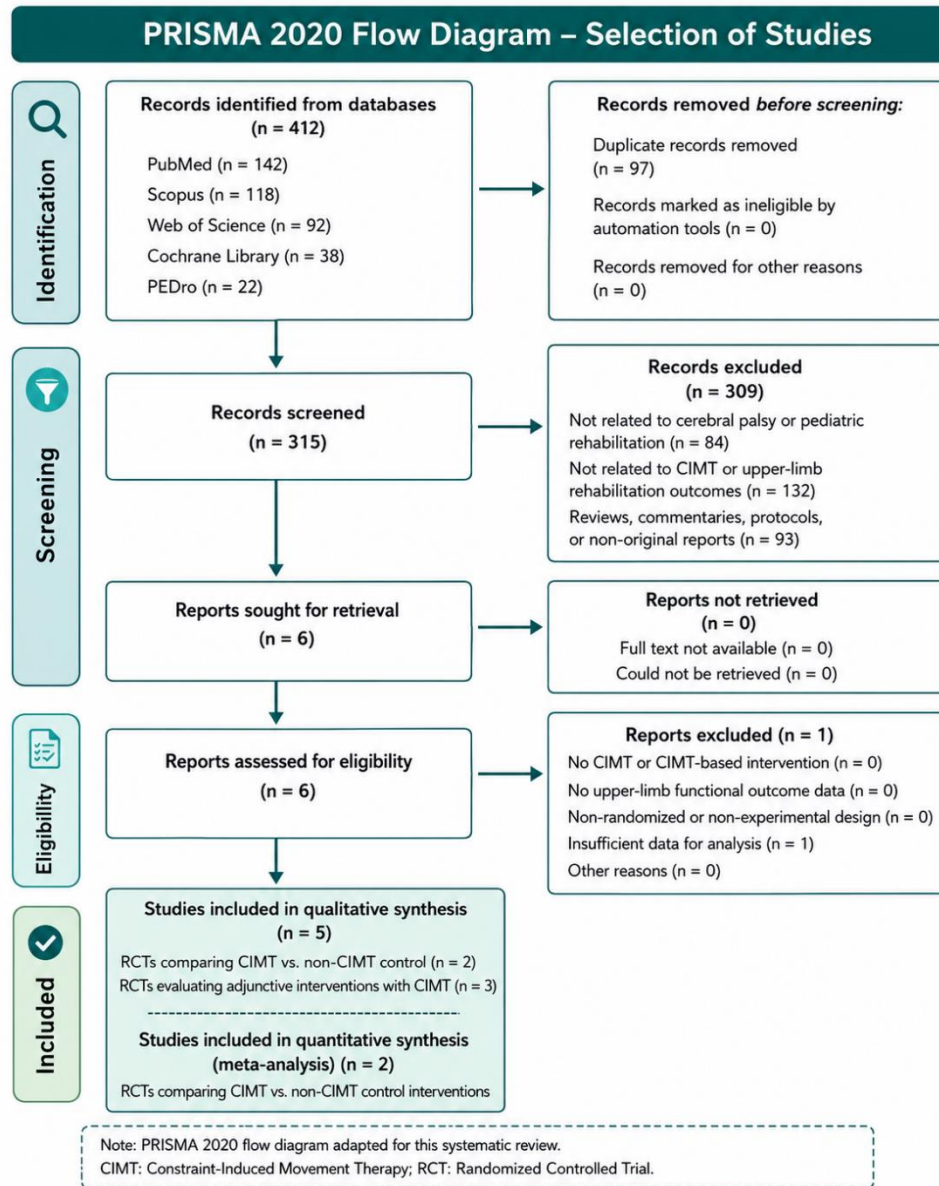 PRISMA 2020 Flow Diagram – Selection of Studies
Identification
Records identified from databases
(n = 412)
PubMed (n = 142)
Scopus (n = 118)
Web of Science (n = 92)
Cochrane Library (n = 38)
PEDro (n = 22)
Records removed before screening:
Duplicate records removed
(n = 97)
Records marked as ineligible by
automation tools (n = 0)
Records removed for other reasons
(n = 0)
Screening
Records screened
(n = 315)
Records excluded
(n = 309)
Not related to cerebral palsy or pediatric
rehabilitation (n = 84)
Not related to CIMT or upper-limb
rehabilitation outcomes (n = 132)
Reviews, commentaries, protocols,
or non-original reports (n = 93)
Reports sought for retrieval
(n = 6)
Reports not retrieved
(n = 0)
Full text not available (n = 0)
Could not be retrieved (n = 0)
Eligibility
Reports assessed for eligibility
(n = 6)
Reports excluded (n = 1)
No CIMT or CIMT-based intervention (n = 0)
No upper-limb functional outcome data (n = 0)
Non-randomized or non-experimental design (n = 0)
Insufficient data for analysis (n = 1)
Other reasons (n = 0)
Included
Studies included in qualitative synthesis
(n = 5)
RCTs comparing CIMT vs. non-CIMT control (n = 2)
RCTs evaluating adjunctive interventions with CIMT (n = 3)
Studies included in quantitative synthesis
(meta-analysis) (n = 2)
RCTs comparing CIMT vs. non-CIMT control interventions
Note: PRISMA 2020 flow diagram adapted for this systematic review.
CIMT: Constraint-Induced Movement Therapy; RCT: Randomized Controlled Trial.